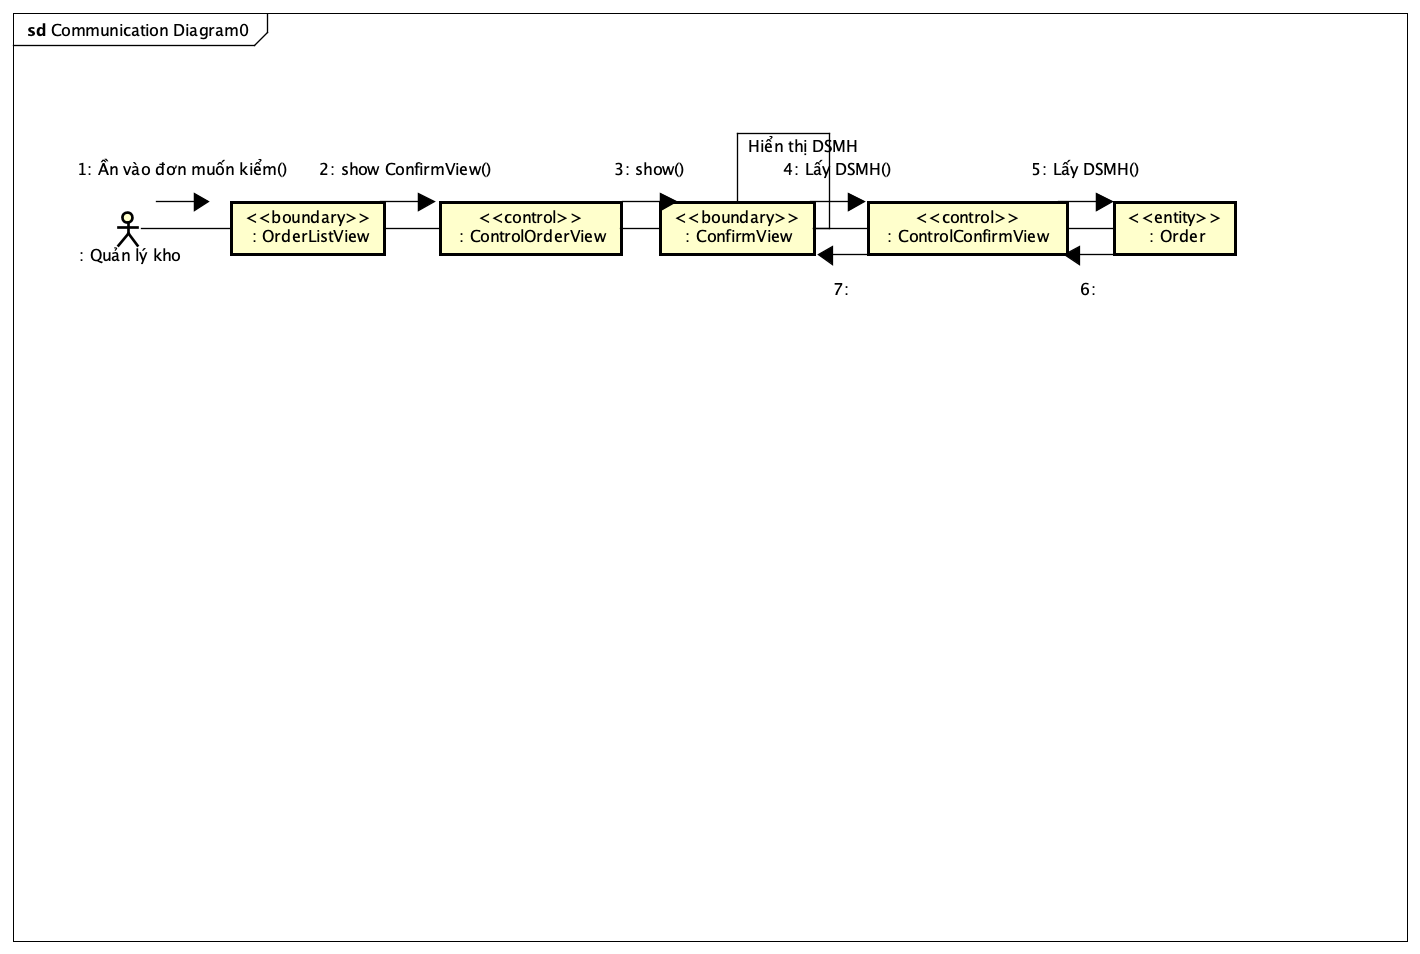 sd Communication Diagram0
Hiển thị DSMH
1: Ấn vào đơn muốn kiểm()
2: show ConfirmView()
3: show()
4: Lấy DSMH()
5: Lấy DSMH()
<<boundary>>
: OrderListView
<<control>>
: ControlOrderView
<<boundary>>
: ConfirmView
<<control>>
: ControlConfirmView
<<entity>>
: Order
: Quản lý kho
7:
6: